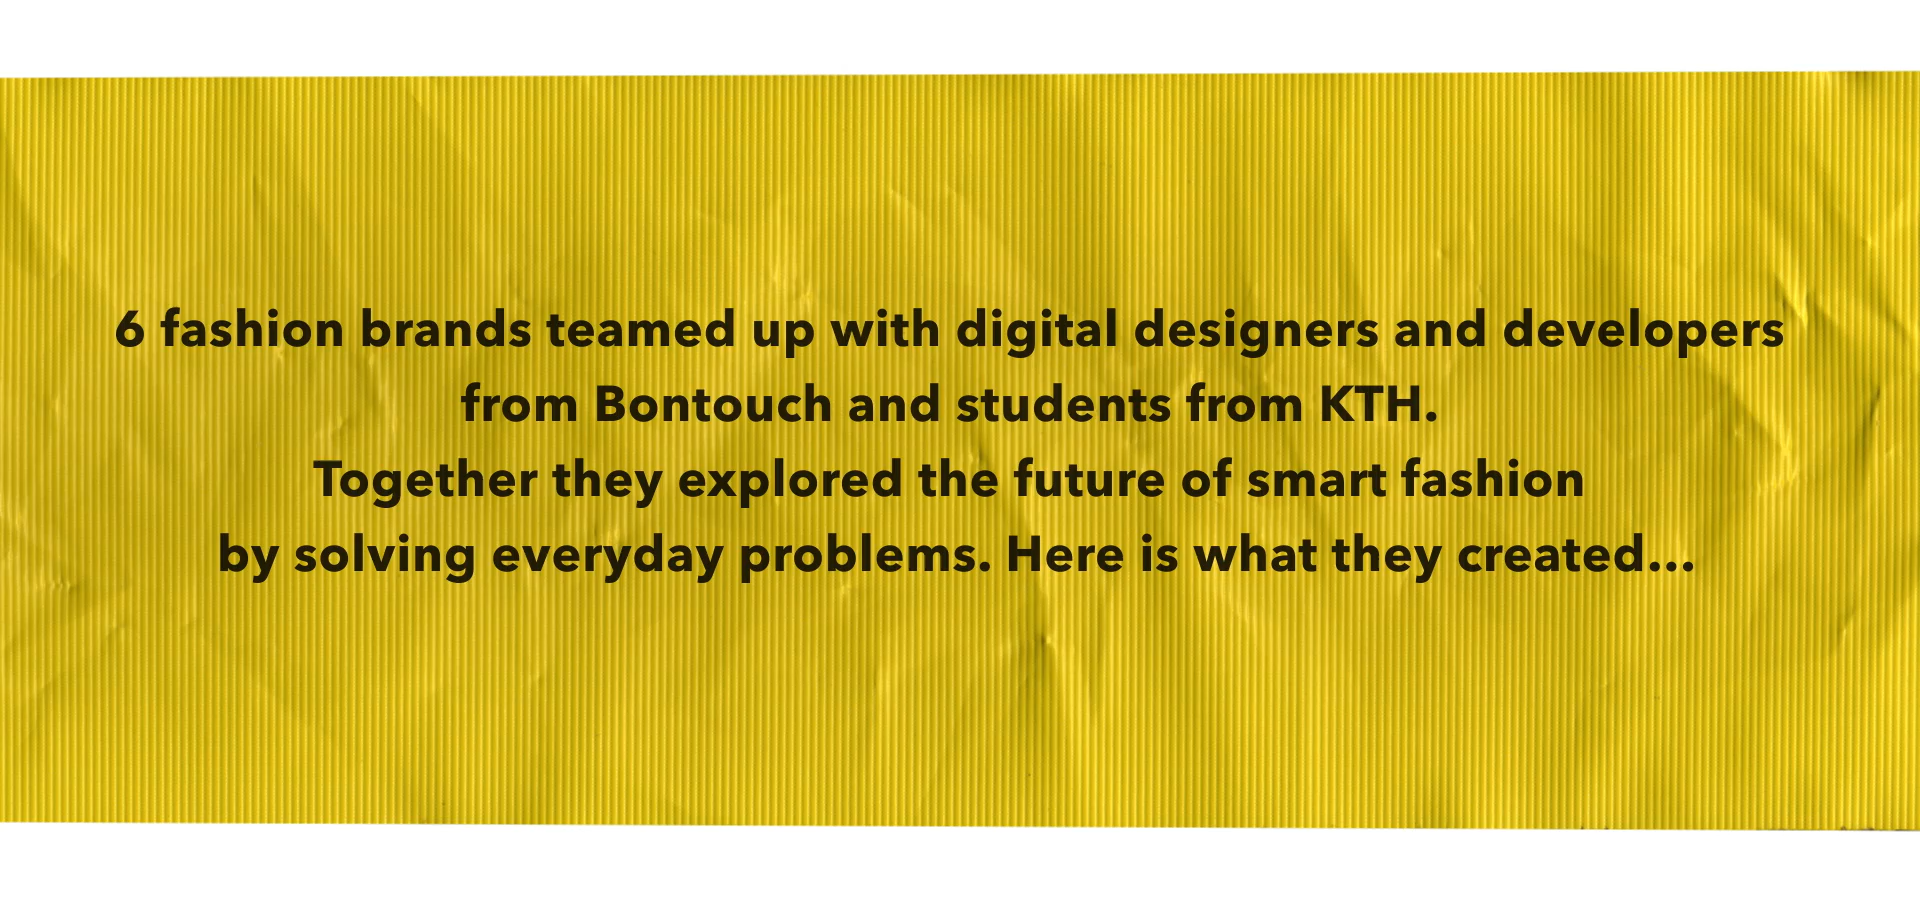 6 fashion brands teamed up with digital designers and developers
from Bontouch and students from KTH.
Together they explored the future of smart fashion
by solving everyday problems. Here is what they created...